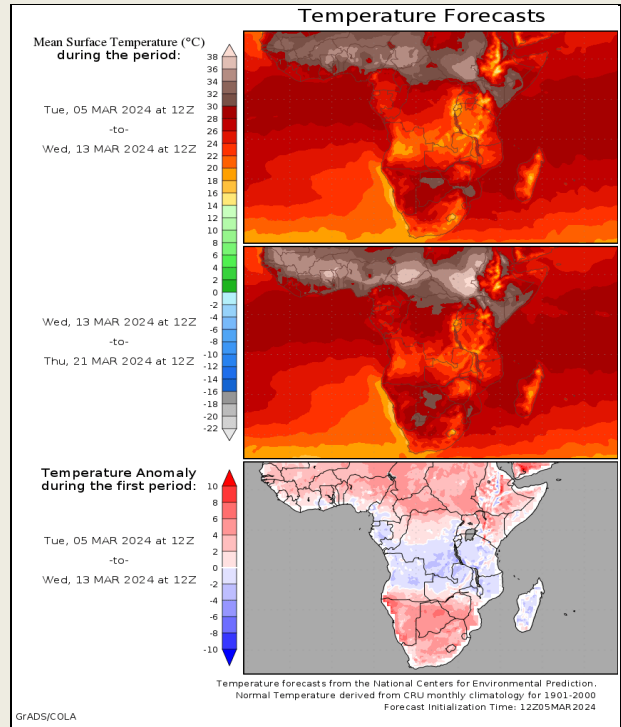 Temperature Forecasts
Mean Surface Temperature (°C)
during the period:
Tue, 05 MAR 2024 at 12Z
-to-
Wed, 13 MAR 2024 at 12Z
38
36
34
32
30
28
26
24
22
20
18
16
14
12
10
8
6
4
2
0
-2
-4
-6
-8
-10
-12
-14
-16
-18
-20
-22
Wed, 13 MAR 2024 at 12Z
-to-
Thu, 21 MAR 2024 at 12Z
Temperature Anomaly
during the first period:
Tue, 05 MAR 2024 at 12Z
-to-
Wed, 13 MAR 2024 at 12Z
10
8
6
4
2
0
-2
-4
-6
-8
-10
Temperature forecasts from the National Centers for Environmental Prediction.
Normal Temperature derived from CRU monthly climatology for 1901-2000
Forecast Initialization Time: 12Z05MAR2024
GrADS/COLA